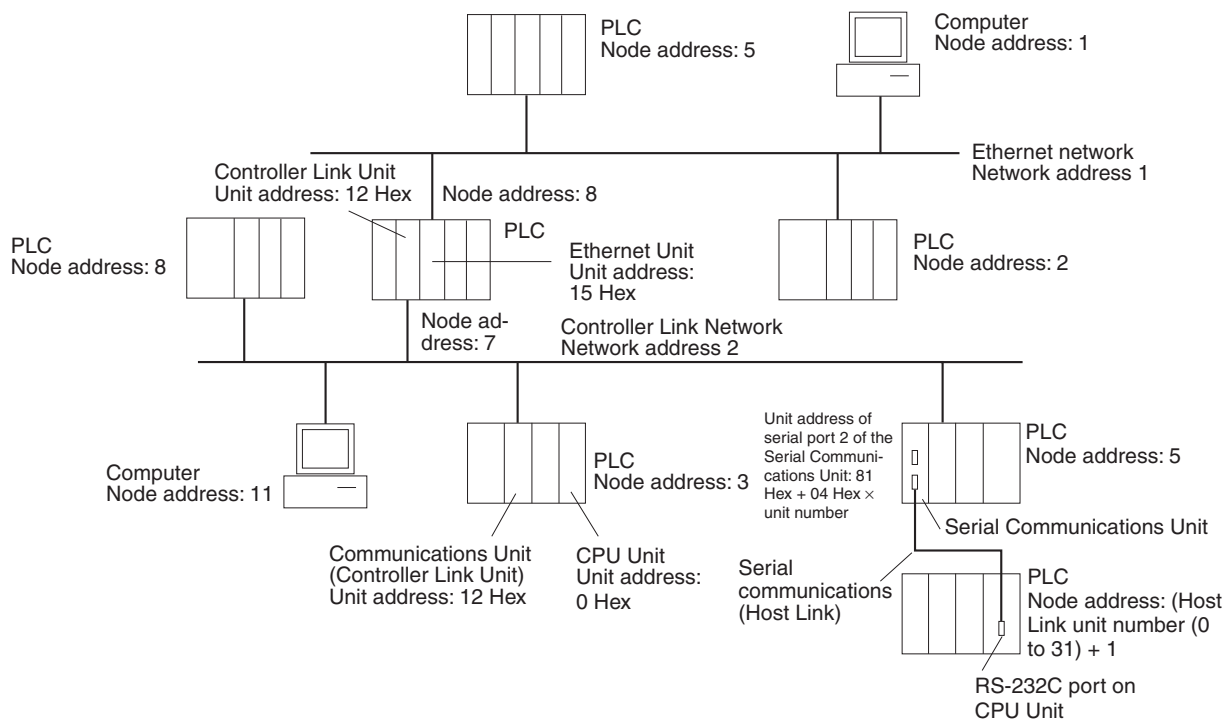 PLC
Node address: 5
Computer
Node address: 1
Ethernet network
Network address 1
Controller Link Unit
Unit address: 12 Hex
Node address: 8
PLC
Node address: 8
PLC
Ethernet Unit
Unit address:
15 Hex
PLC
Node address: 2
Node ad-
dress: 7
Controller Link Network
Network address 2
Computer
Node address: 11
PLC
Node address: 3
Communications Unit
(Controller Link Unit)
Unit address: 12 Hex
CPU Unit
Unit address:
0 Hex
Unit address of
serial port 2 of the
Serial Communi-
cations Unit: 81
Hex + 04 Hex ×
unit number
PLC
Node address: 5
Serial Communications Unit
Serial
communications
(Host Link)
PLC
Node address: (Host
Link unit number (0
to 31) + 1
RS-232C port on
CPU Unit